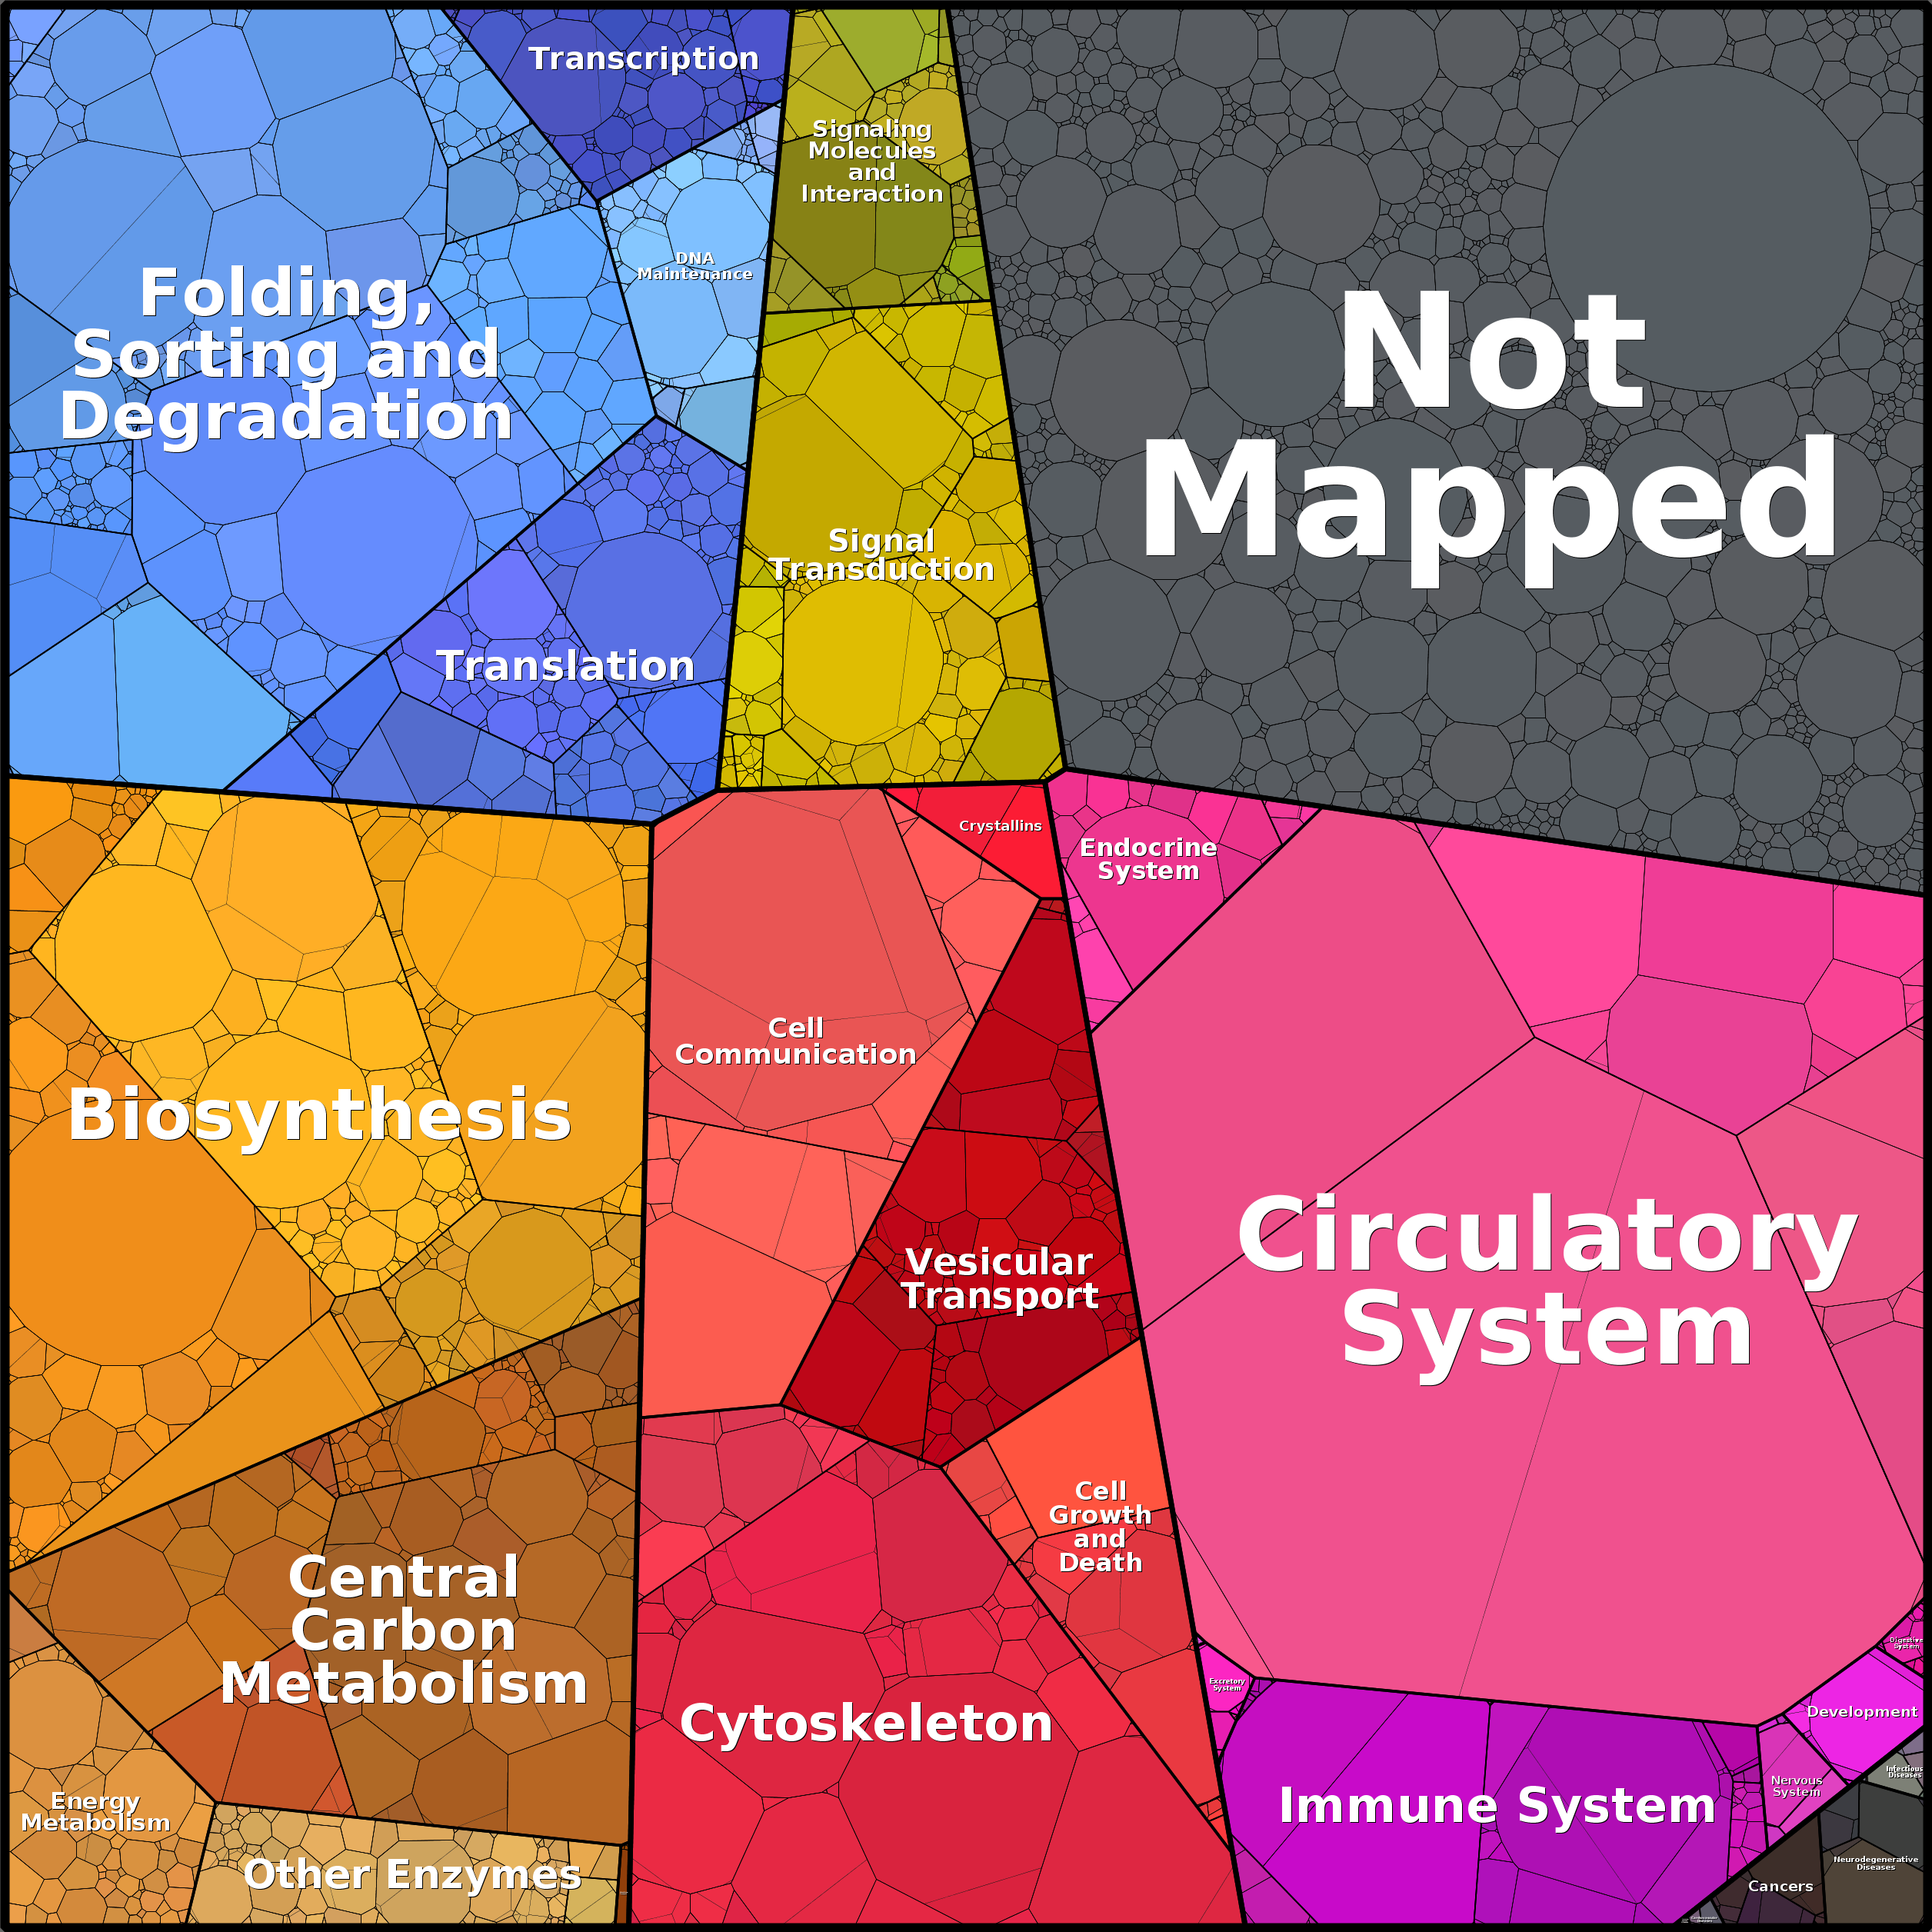 Transcription
Signaling
Molecules
and
Interaction
DNA
Maintenance
Folding,
Sorting and
Degradation
Not
Mapped
Signal
Transduction
Translation
Crystallins
Endocrine
System
Cell
Communication
Biosynthesis
Vesicular
Transport
Circulatory
System
Cell
Growth
and
Death
Central
Carbon
Metabolism
Cytoskeleton
Excretory
System
Digestive
System
Development
Infectious
Diseases
Nervous
System
Immune System
Energy
Metabolism
Other Enzymes
Neurodegenerative
Diseases
Cancers